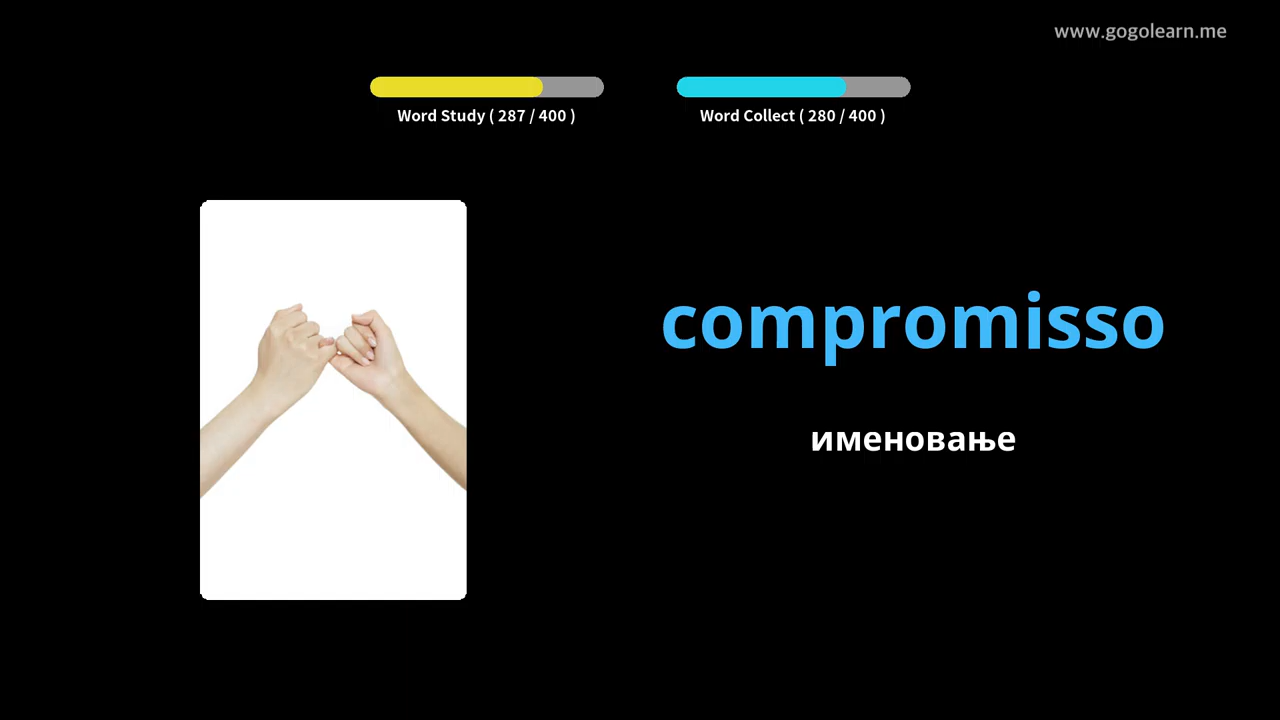 www.gogolearn.me
Word Study ( 287 / 400 )
Word Collect ( 280 / 400 )
compromisso
именовање